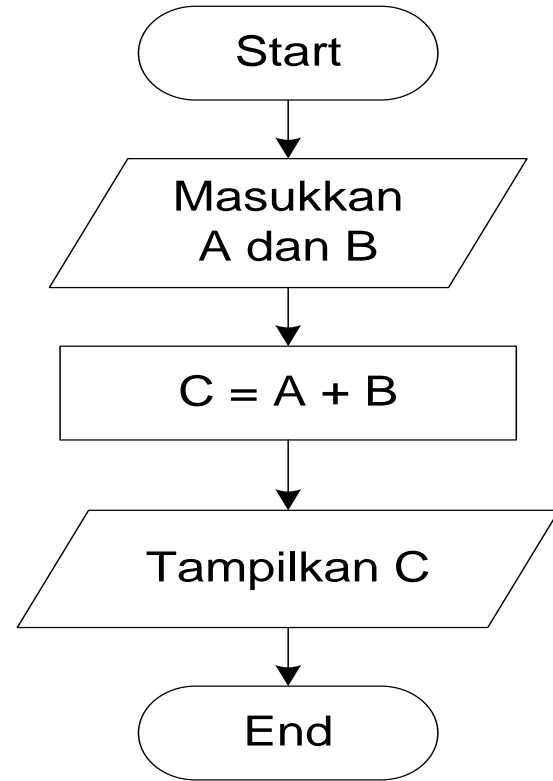 Start
Masukkan
A dan B
C = A + B
Tampilkan C
End